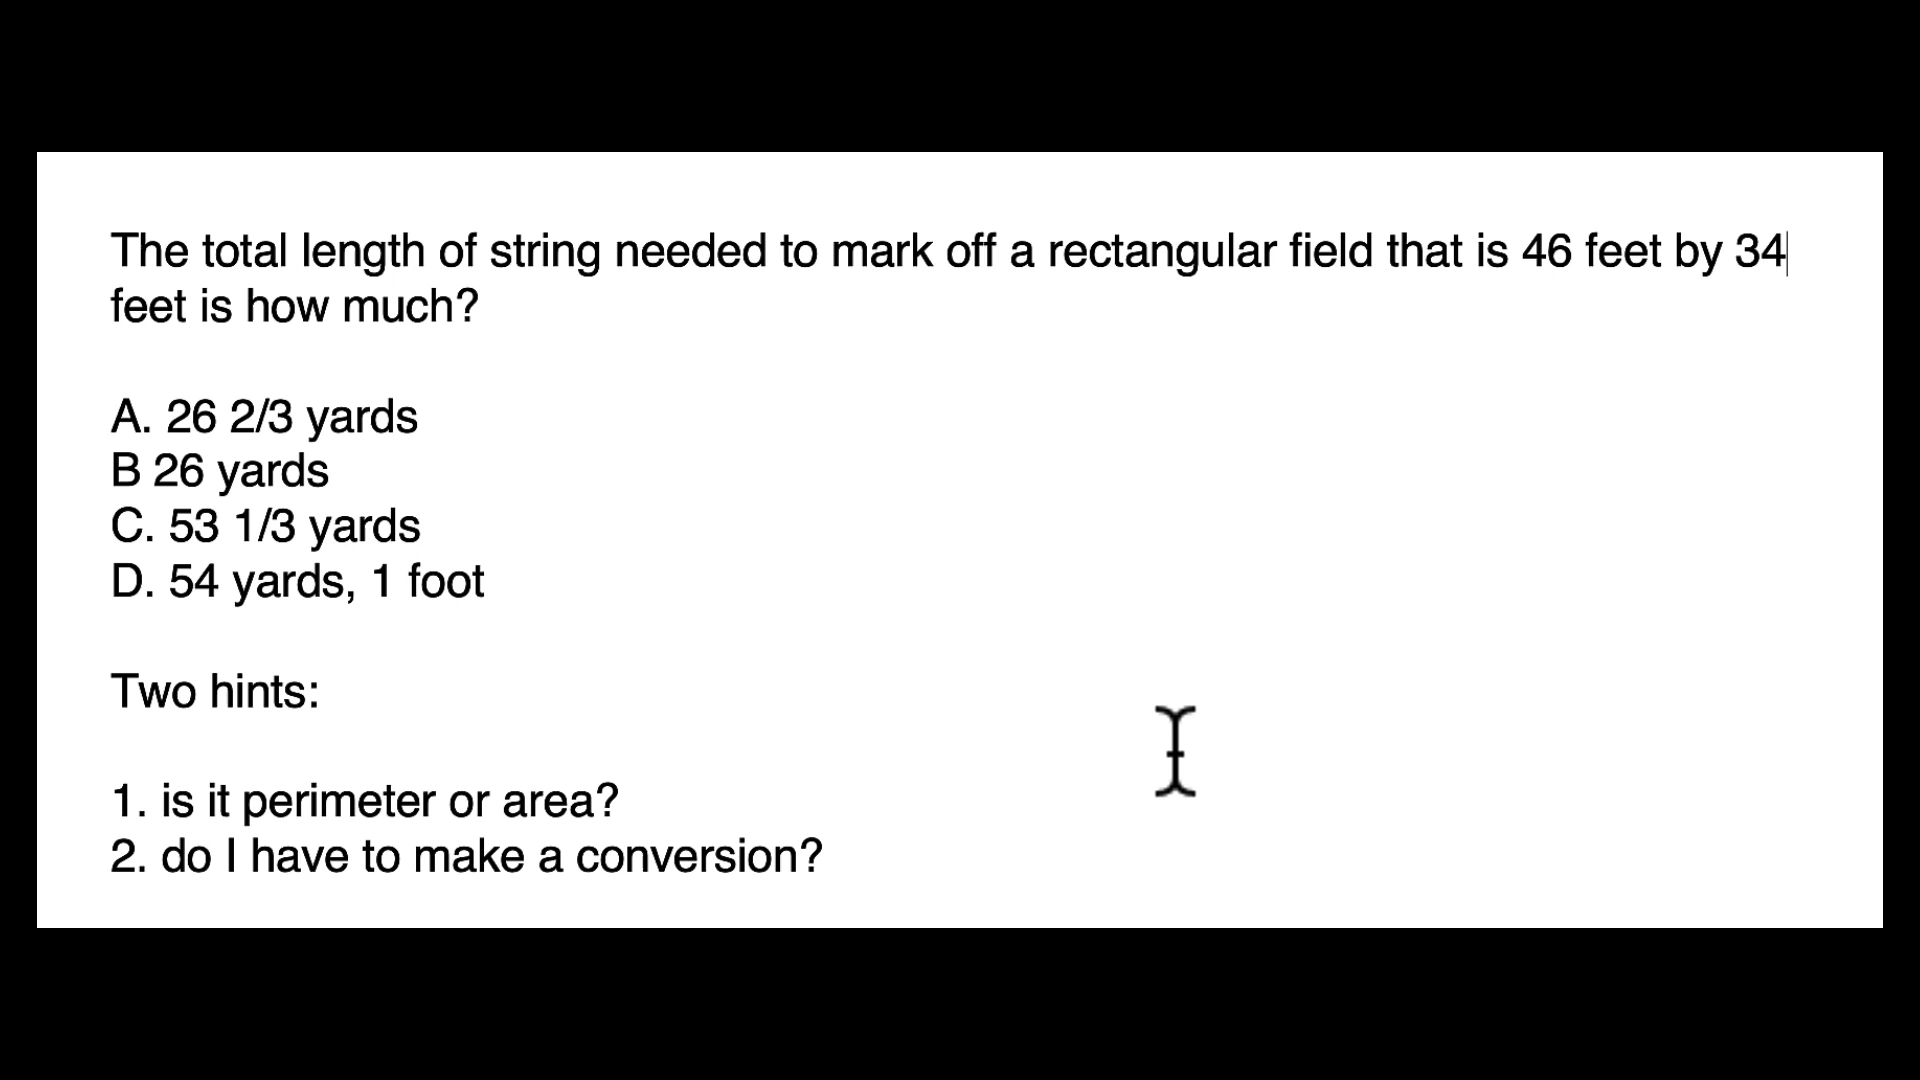 The total length of string needed to mark off a rectangular field that is 46 feet by 34
feet is how much?
A. 26 2/3 yards
B 26 yards
C. 53 1/3 yards
D. 54 yards, 1 foot
Two hints:
1. is it perimeter or area?
2. do I have to make a conversion?